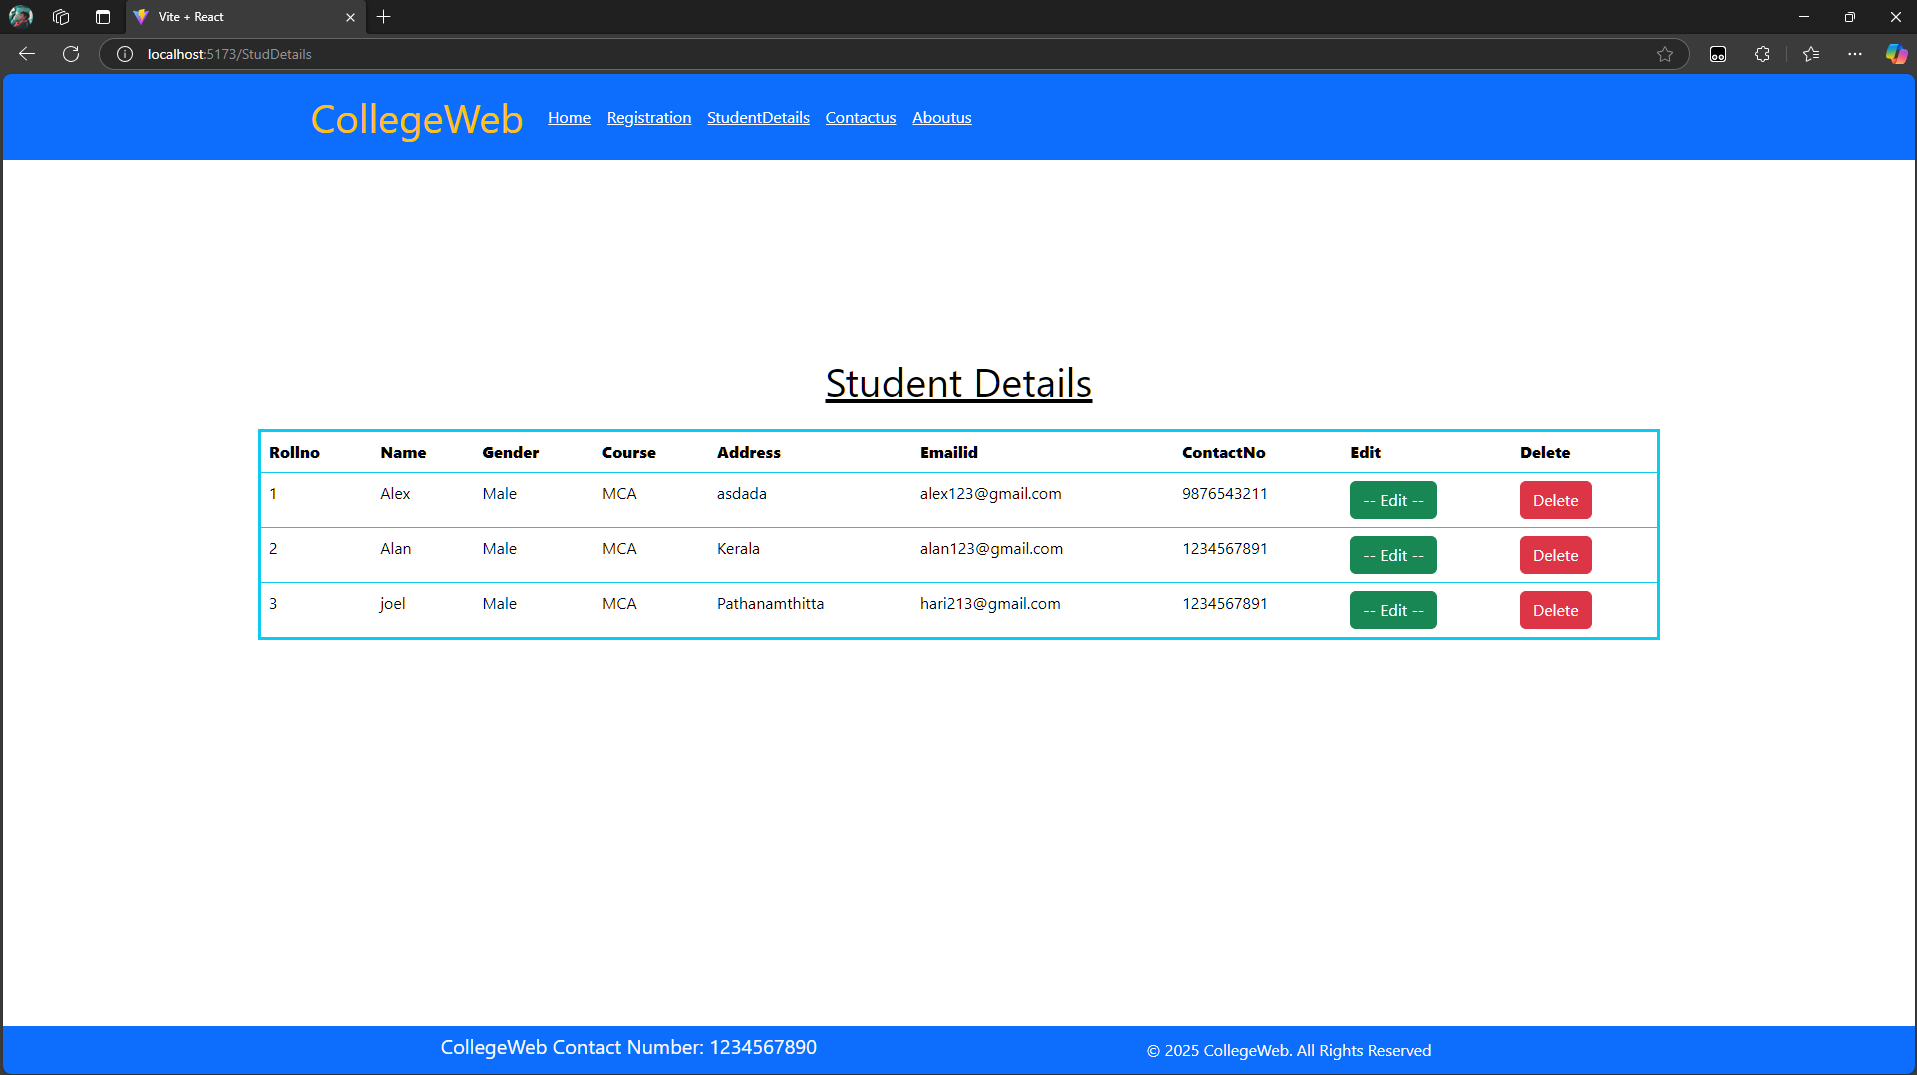 Vite + React
localhost:5173/StudDetails
CollegeWeb Home Registration StudentDetails Contactus Aboutus
Student Details
Rollno Name Gender Course Address Emailid ContactNo Edit Delete
1 Alex Male MCA asdada alex123@gmail.com 9876543211 -- Edit -- Delete
2 Alan Male MCA Kerala alan123@gmail.com 1234567891 -- Edit -- Delete
3 joel Male MCA Pathanamthitta hari213@gmail.com 1234567891 -- Edit -- Delete
CollegeWeb Contact Number: 1234567890 © 2025 CollegeWeb. All Rights Reserved